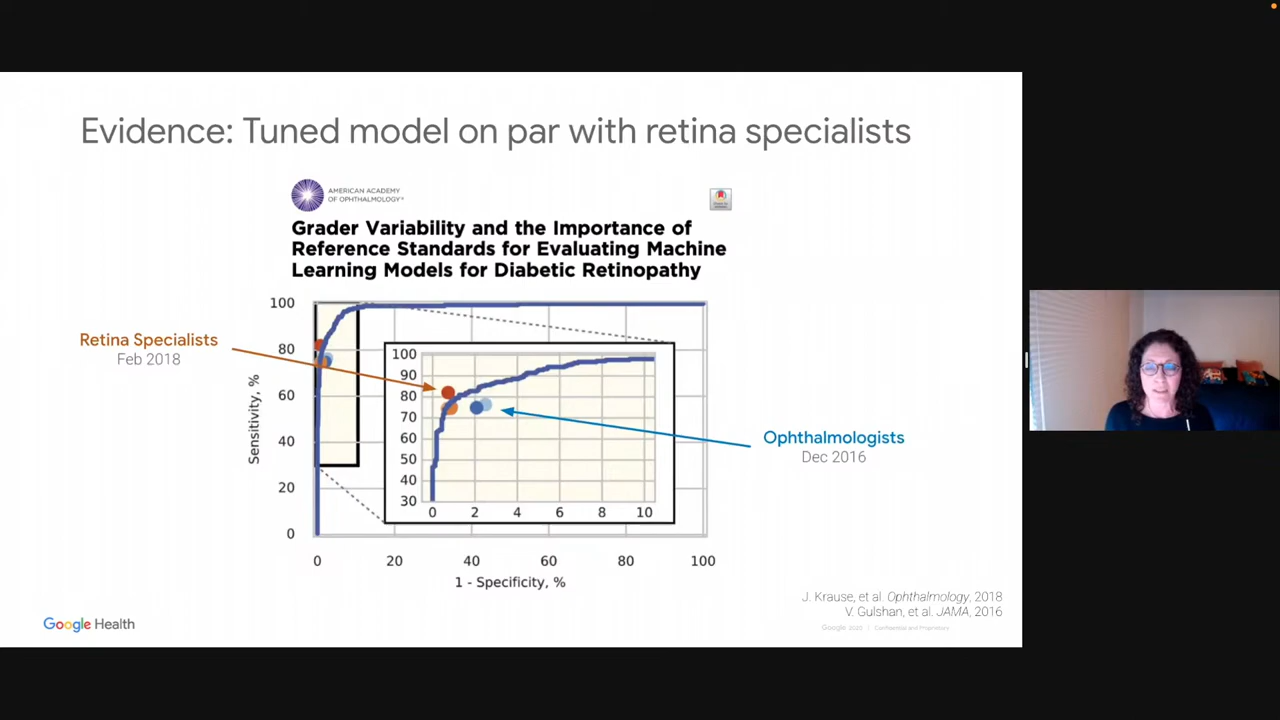 Evidence: Tuned model on par with retina specialists
AMERICAN ACADEMY
OF OPHTHALMOLOGY®
Grader Variability and the Importance of
Reference Standards for Evaluating Machine
Learning Models for Diabetic Retinopathy
Retina Specialists
Feb 2018
Ophthalmologists
Dec 2016
Sensitivity, %
100
80
60
40
20
0
100
90
80
70
60
50
40
30
0 2 4 6 8 10
0 20 40 60 80 100
1 - Specificity, %
J. Krause, et al. Ophthalmology, 2018
V. Gulshan, et al. JAMA, 2016
Google | Confidential and Proprietary
Google Health